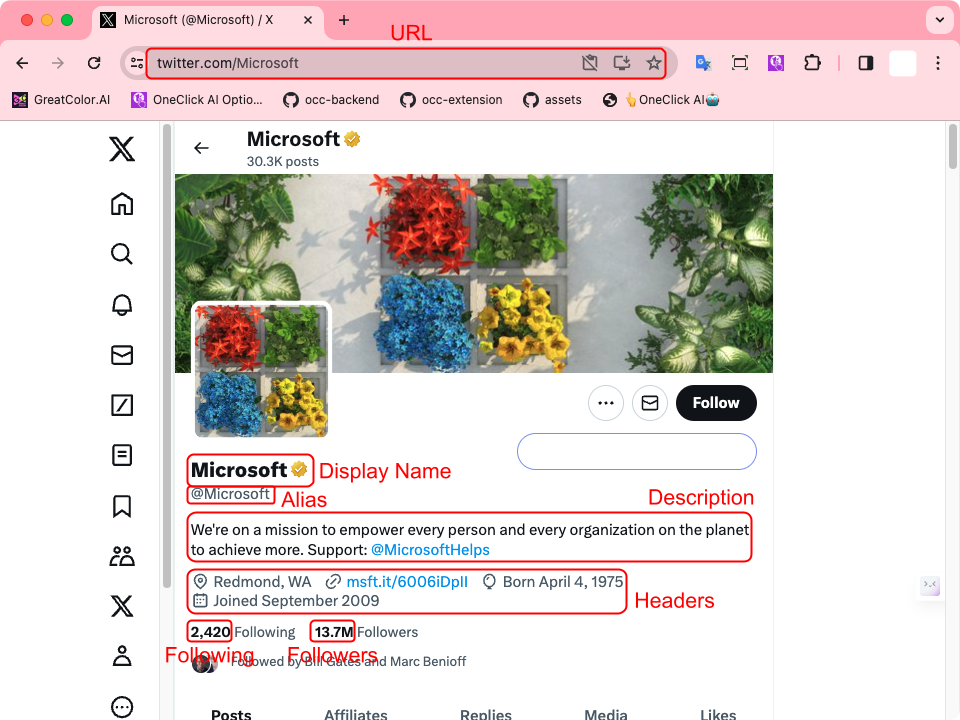 Microsoft (@Microsoft) / X
URL
twitter.com/Microsoft
GreatColor.AI
OneClick AI Optio...
occ-backend
occ-extension
assets
👆OneClick AI🤖
Microsoft
30.3K posts
Follow
Microsoft
Display Name
@Microsoft
Alias
Description
We're on a mission to empower every person and every organization on the planet
to achieve more. Support: @MicrosoftHelps
Redmond, WA
msft.it/6006iDpII
Born April 4, 1975
Joined September 2009
Headers
2,420 Following
13.7M Followers
Following
Followers
Followed by Bill Gates and Marc Benioff
Posts
Affiliates
Replies
Media
Likes